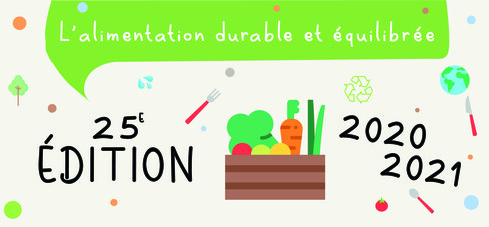 L'alimentation durable et équilibrée
25E
ÉDITION
2020
2021